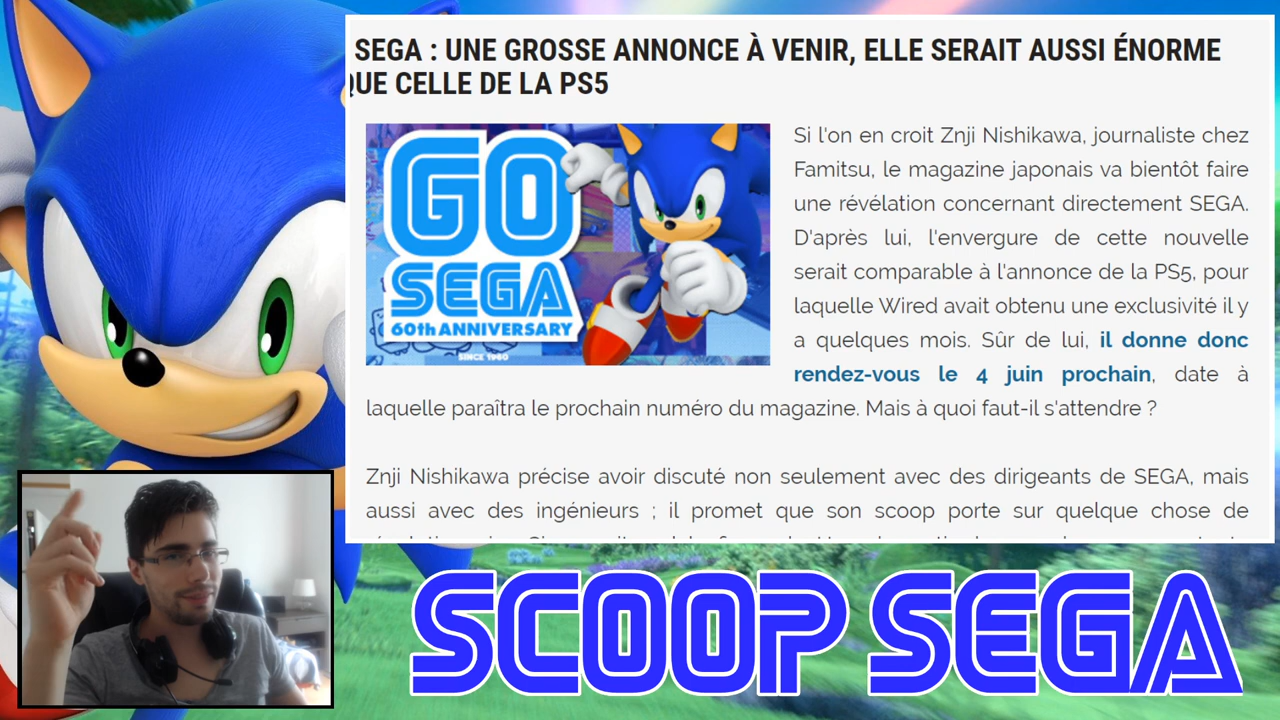 SEGA : UNE GROSSE ANNONCE À VENIR, ELLE SERAIT AUSSI ÉNORME
QUE CELLE DE LA PS5
GO
SEGA
60th ANNIVERSARY
SINCE 1960
Si l'on en croit Znji Nishikawa, journaliste chez
Famitsu, le magazine japonais va bientôt faire
une révélation concernant directement SEGA.
D'après lui, l'envergure de cette nouvelle
serait comparable à l'annonce de la PS5, pour
laquelle Wired avait obtenu une exclusivité il y
a quelques mois. Sûr de lui, il donne donc
rendez-vous le 4 juin prochain, date à
laquelle paraîtra le prochain numéro du magazine. Mais à quoi faut-il s'attendre ?
Znji Nishikawa précise avoir discuté non seulement avec des dirigeants de SEGA, mais
aussi avec des ingénieurs ; il promet que son scoop porte sur quelque chose de
SCOOP SEGA